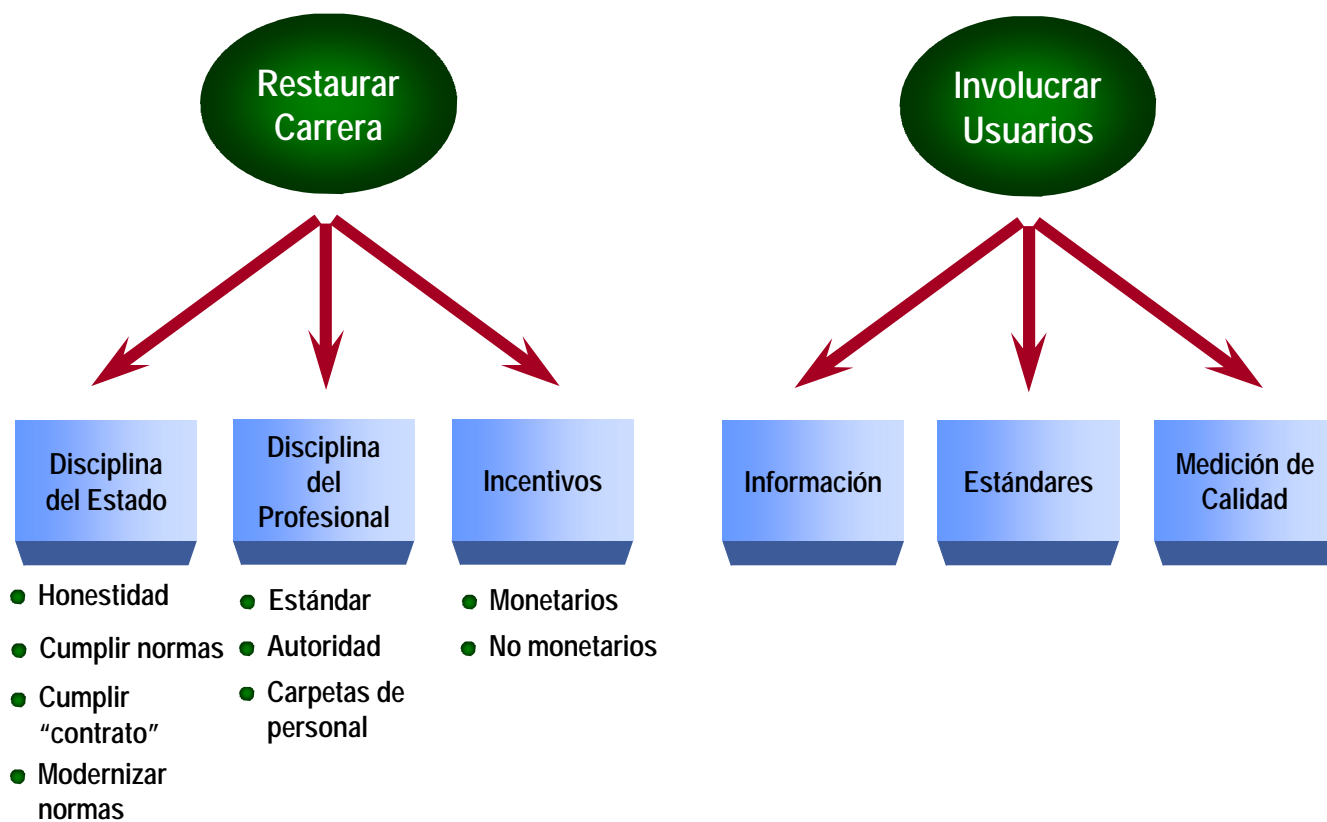 Restaurar
Carrera
Involucrar
Usuarios
Disciplina
del Estado
Disciplina
del
Profesional
Incentivos
Información
Estándares
Medición de
Calidad
Honestidad
Cumplir normas
Cumplir
“contrato”
Modernizar
normas
Estándar
Autoridad
Carpetas de
personal
Monetarios
No monetarios